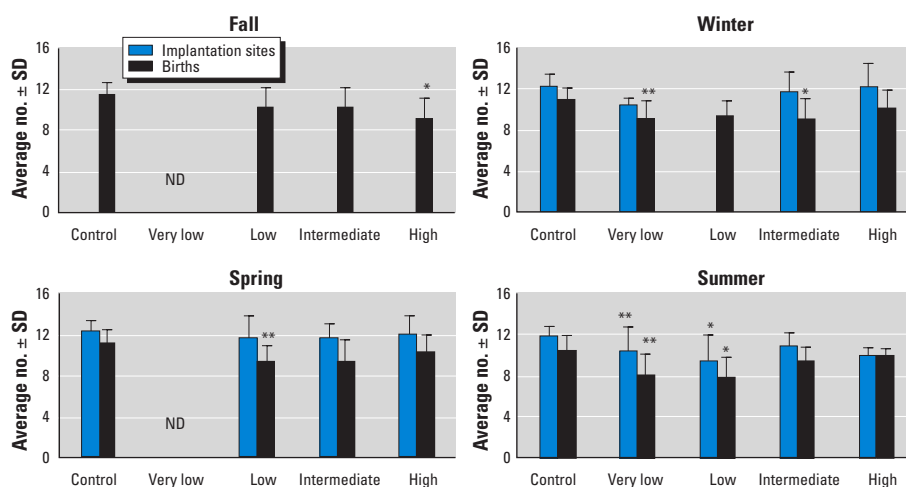 Fall
Average no. ± SD
16
12
8
4
0
Implantation sites
Births
*
ND
Control Very low Low Intermediate High
Winter
Average no. ± SD
16
12
8
4
0
**
*
Control Very low Low Intermediate High
Spring
Average no. ± SD
16
12
8
4
0
**
ND
Control Very low Low Intermediate High
Summer
Average no. ± SD
16
12
8
4
0
**
**
*
*
Control Very low Low Intermediate High